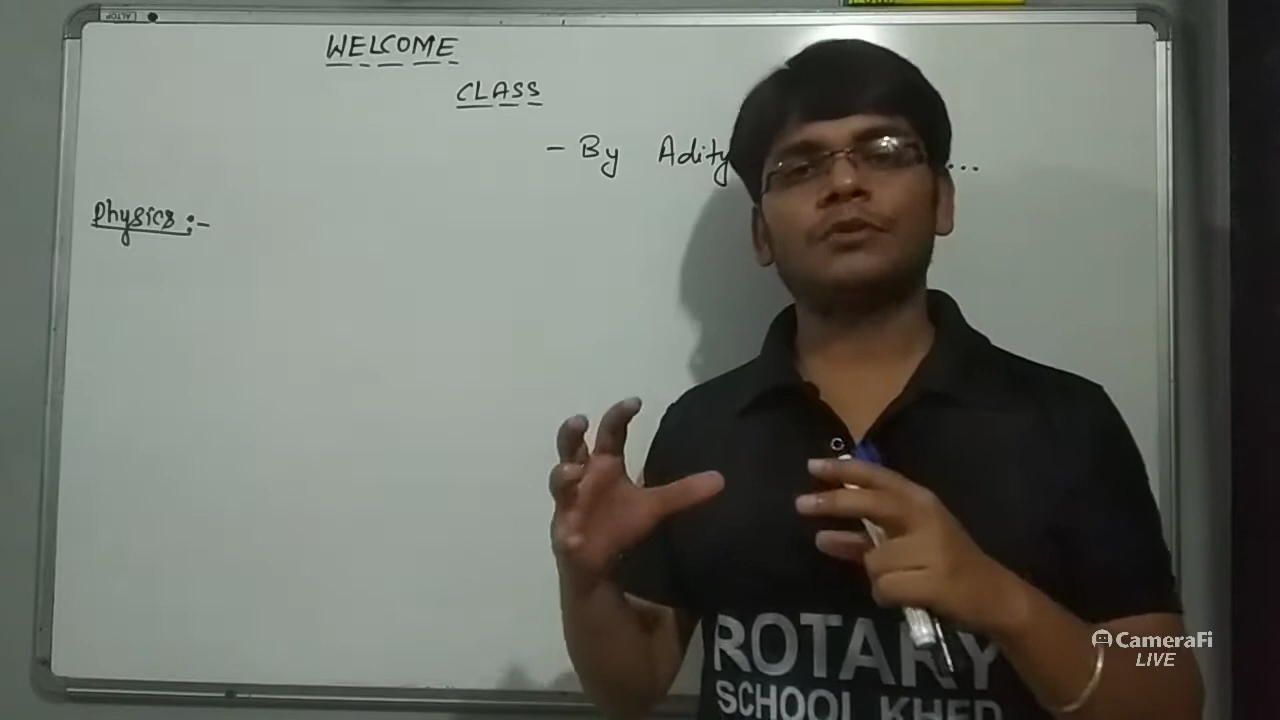 WELCOME
CLASS
- By Adity
...
Physics :-
ROTARY
SCHOOL KHED
CameraFi
LIVE